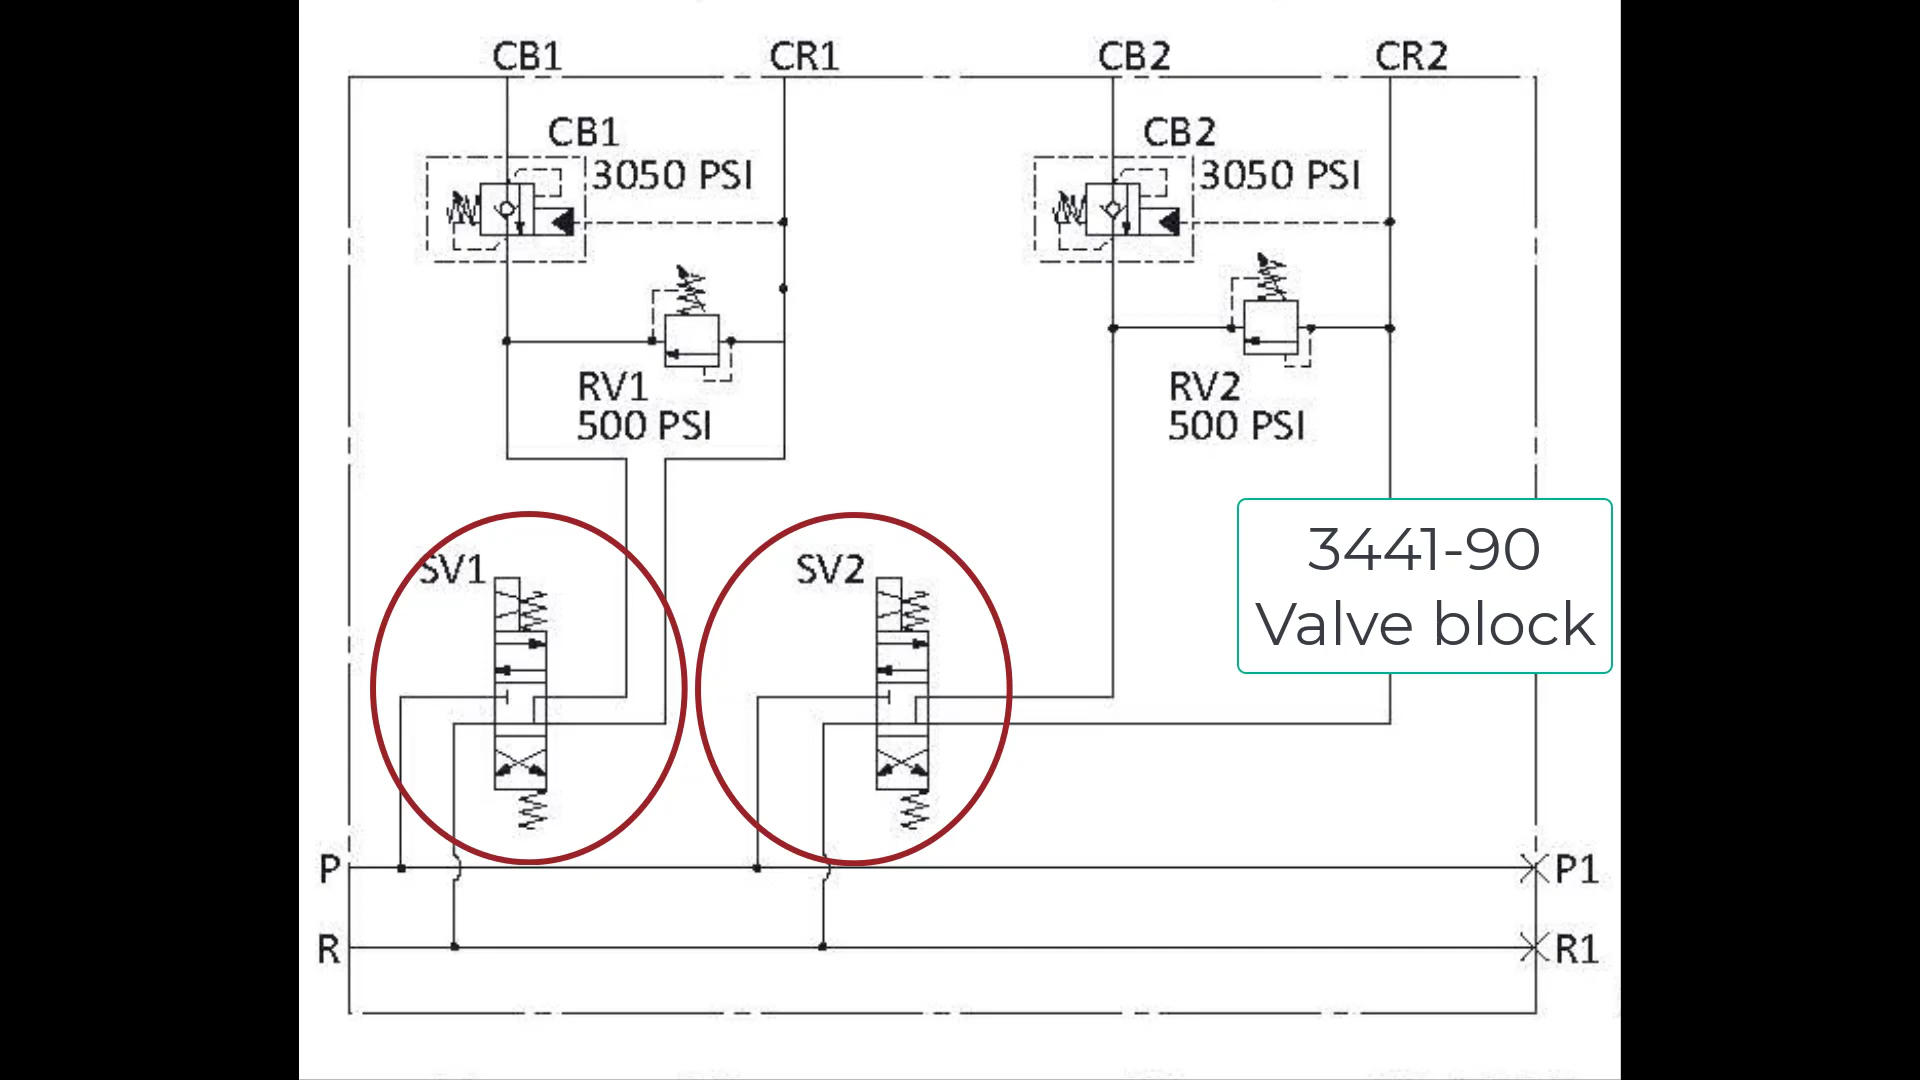 CB1
CR1
CB2
CR2
CB1
3050 PSI
CB2
3050 PSI
RV1
500 PSI
RV2
500 PSI
SV1
SV2
3441-90
Valve block
P
P1
R
R1